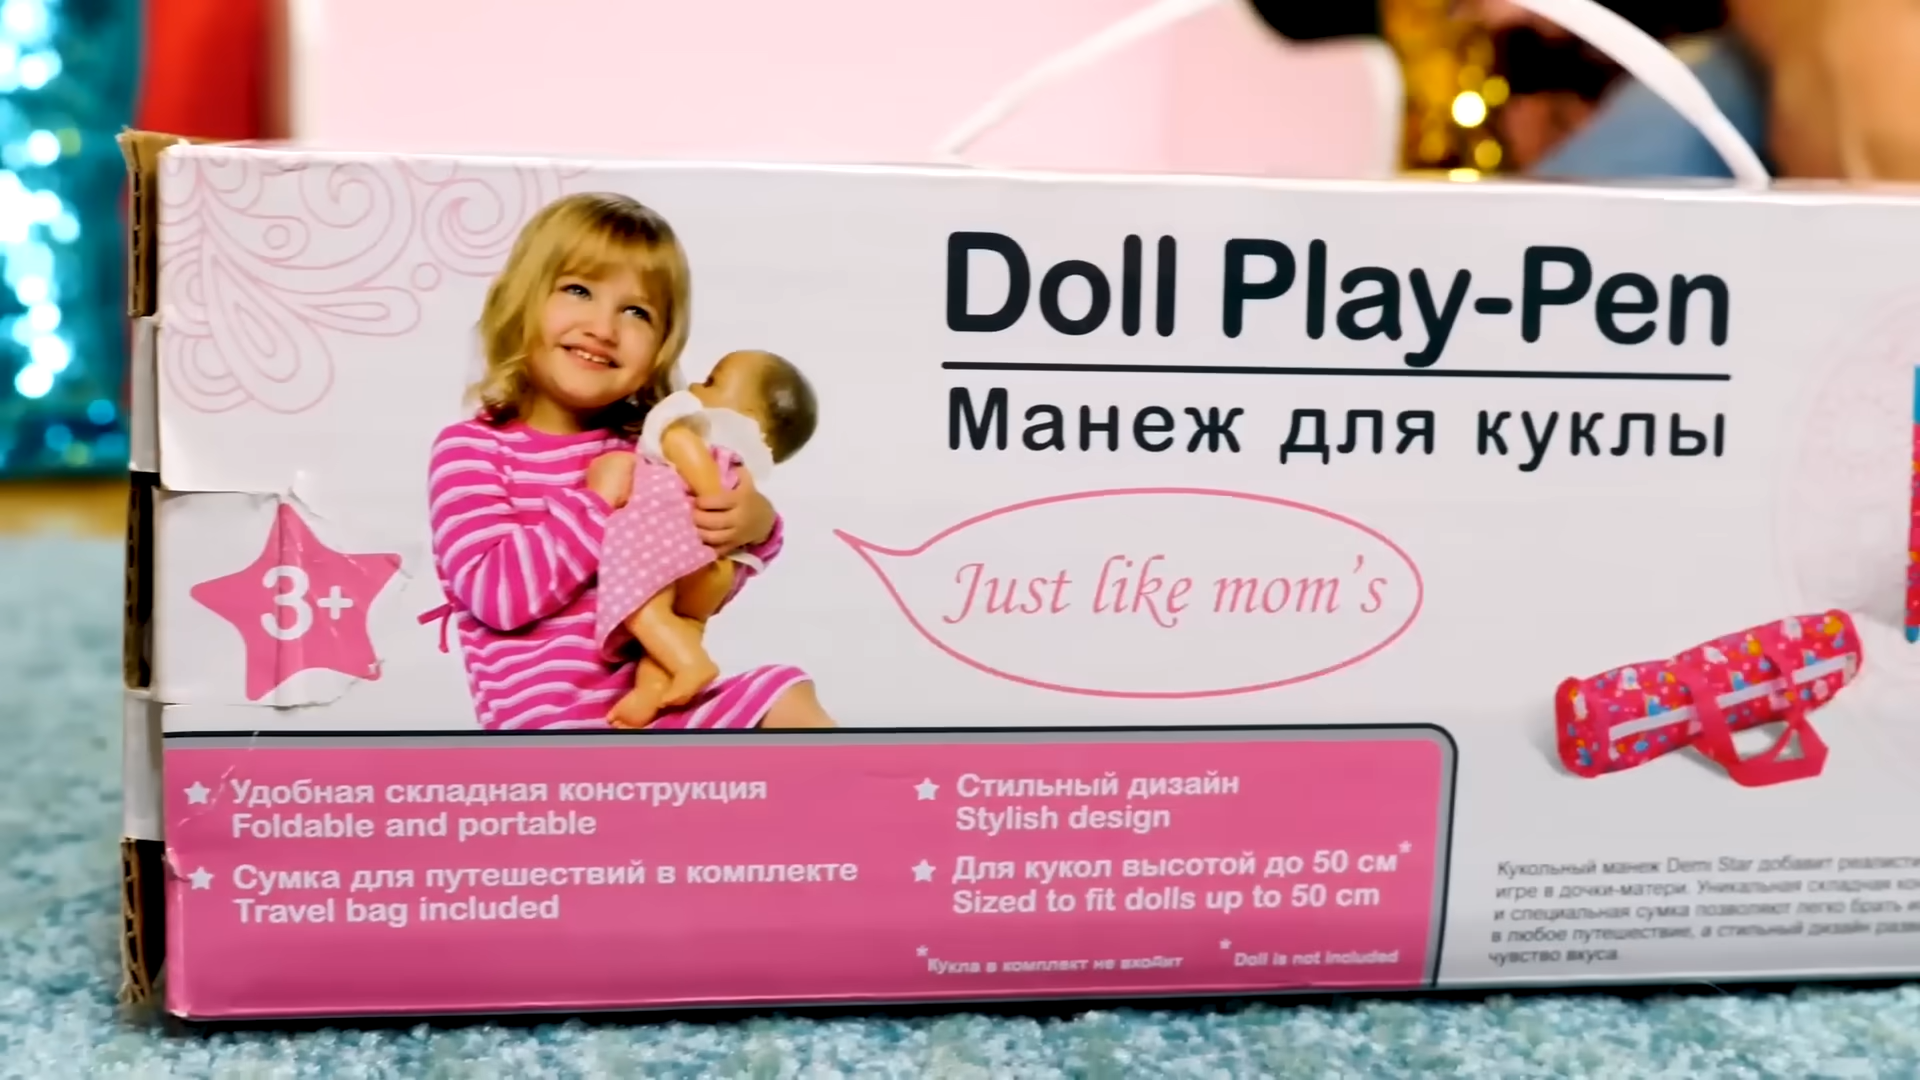 Doll Play-Pen
Манеж для куклы
Just like mom's
3+
Удобная складная конструкция
Foldable and portable
Сумка для путешествий в комплекте
Travel bag included
Стильный дизайн
Stylish design
Для кукол высотой до 50 см*
Sized to fit dolls up to 50 cm
*Кукла в комплект не входит
*Doll is not included
Кукольный манеж Demi Star добавит
игре в дочки-матери. Уникальная складная
и специальная сумка позволяют легко брать
в любое путешествие, а стильный дизайн
чувство вкуса.